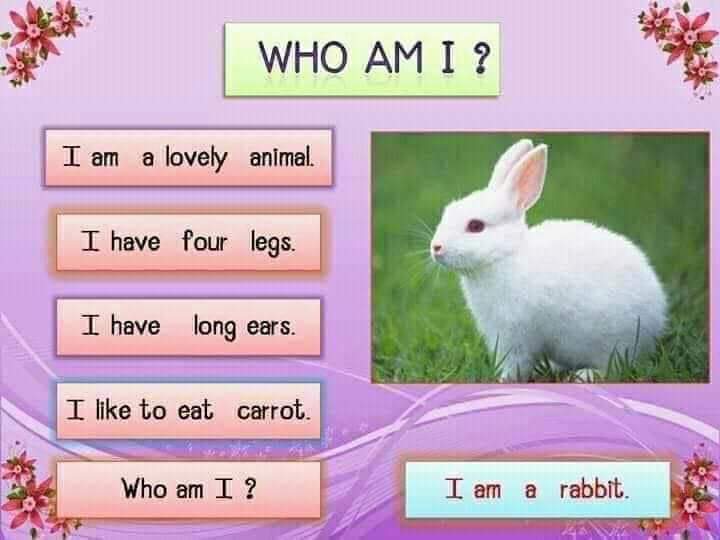 WHO AM I ?
I am a lovely animal.
I have four legs.
I have long ears.
I like to eat carrot.
Who am I ?
I am a rabbit.